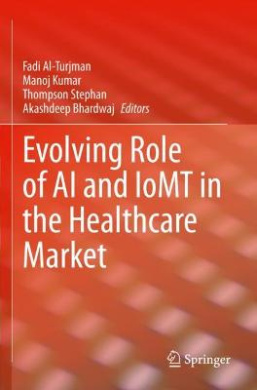 Fadi Al-Turjman
Manoj Kumar
Thompson Stephan
Akashdeep Bhardwaj Editors
Evolving Role
of AI and IoMT in
the Healthcare
Market
Springer